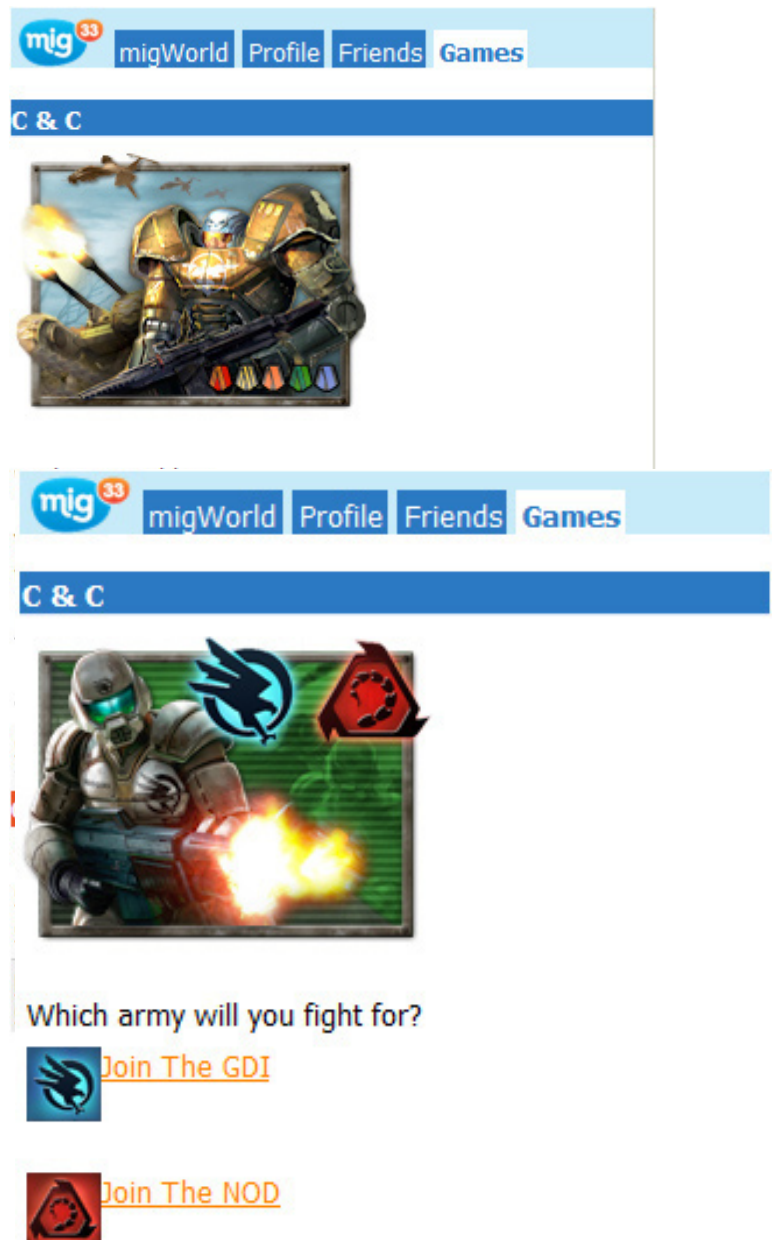 mig33 migWorld Profile Friends Games
C & C
mig33 migWorld Profile Friends Games
C & C
Which army will you fight for?
Join The GDI
Join The NOD